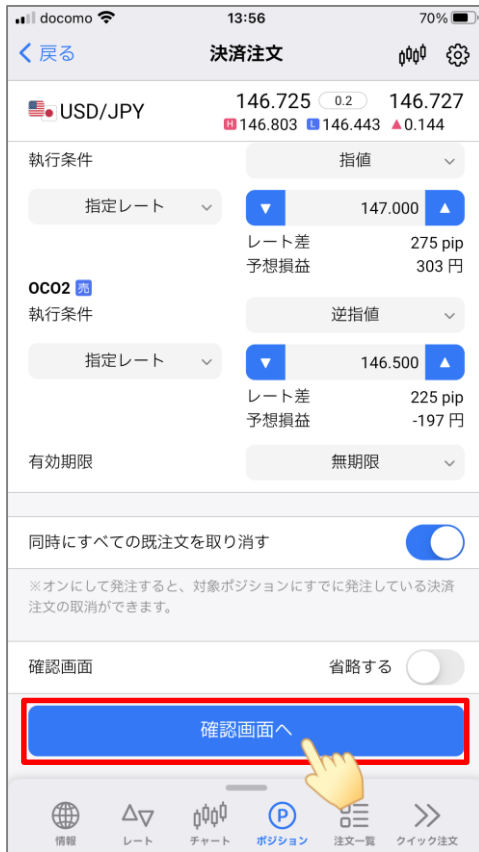 docomo 13:56 70%
戻る 決済注文
USD/JPY 146.725 0.2 146.727
H 146.803 L 146.443 ▲0.144
執行条件 指値
指定レート ▼ 147.000 ▲
レート差 275 pip
予想損益 303 円
OCO2 売
執行条件 逆指値
指定レート ▼ 146.500 ▲
レート差 225 pip
予想損益 -197 円
有効期限 無期限
同時にすべての既注文を取り消す
※オンにして発注すると、対象ポジションにすでに発注している決済
注文の取消ができます。
確認画面 省略する
確認画面へ
P
情報 レート チャート ポジション 注文一覧 クイック注文